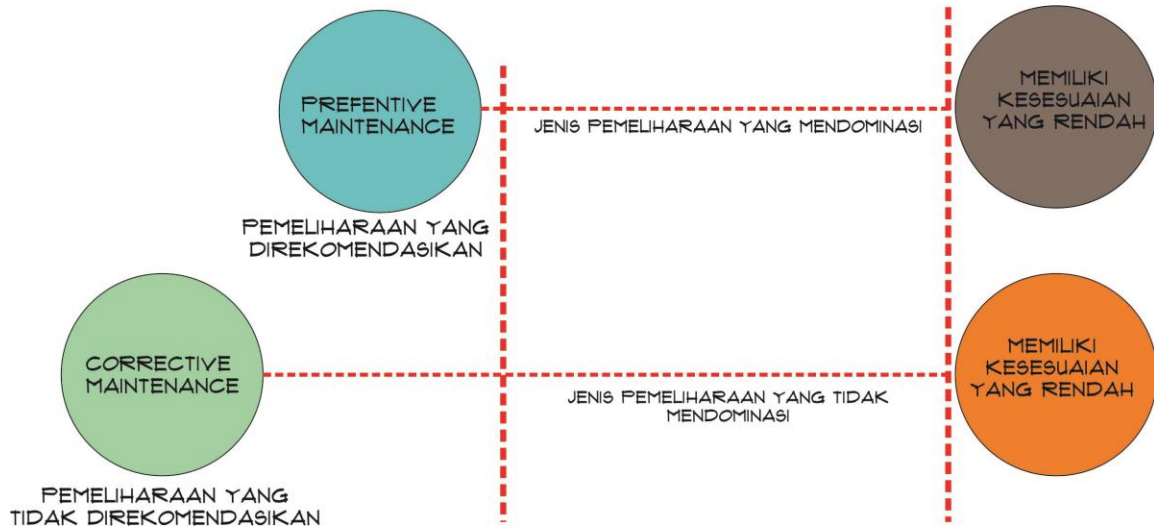 PREFENTIVE
MAINTENANCE
JENIS PEMELIHARAAN YANG MENDOMINASI
MEMILIKI
KESESUAIAN
YANG RENDAH
PEMELIHARAAN YANG
DIREKOMENDASIKAN
CORRECTIVE
MAINTENANCE
JENIS PEMELIHARAAN YANG TIDAK
MENDOMINASI
MEMILIKI
KESESUAIAN
YANG RENDAH
PEMELIHARAAN YANG
TIDAK DIREKOMENDASIKAN